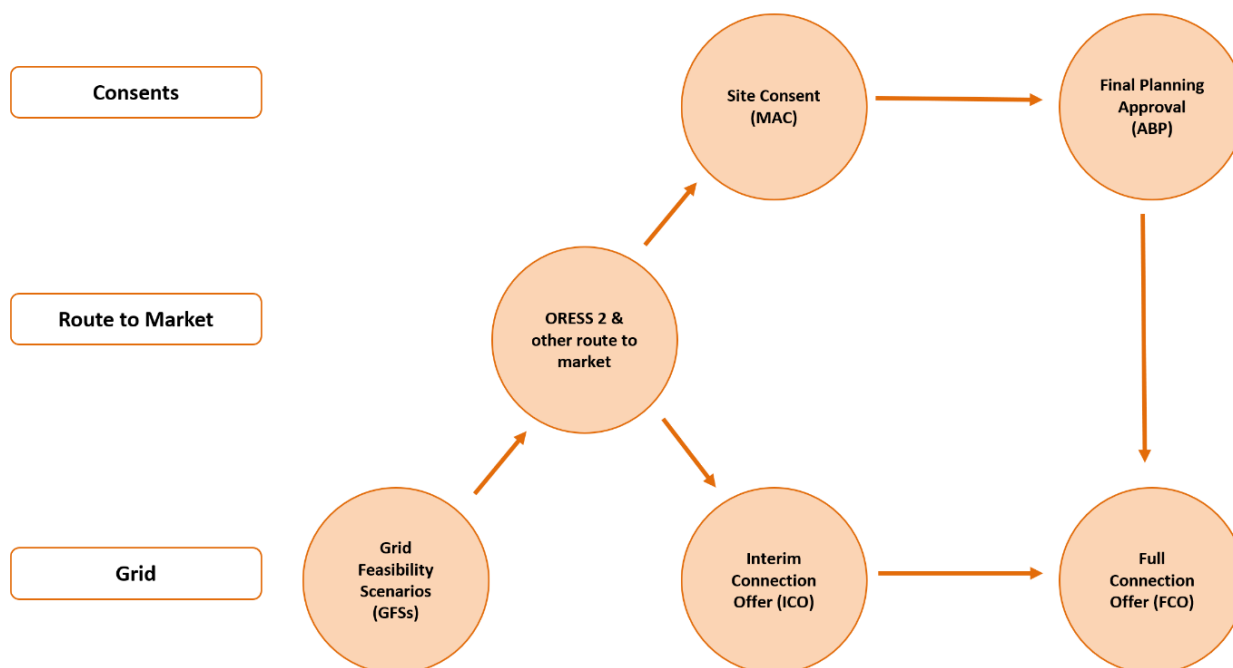 Consents
Site Consent
(MAC)
Final Planning
Approval
(ABP)
Route to Market
ORESS 2 &
other route to
market
Grid
Grid
Feasibility
Scenarios
(GFSs)
Interim
Connection
Offer (ICO)
Full
Connection
Offer (FCO)